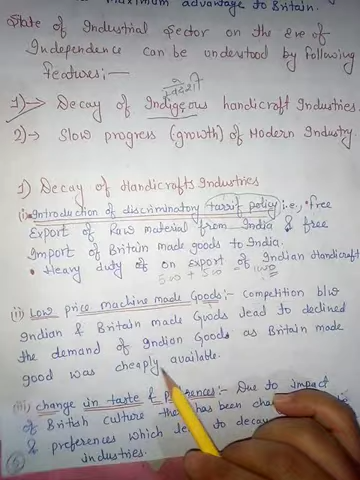 maximum advantage to Britain.
State of Industrial Sector on the eve of
Independence can be understood by following
features:—
स्वदेशी
1)→ Decay of Indigeous handicraft Industries.
2)→ Slow progress (growth) of Modern Industry.
1) Decay of Handicrafts Industries
(i) Introduction of discriminatory tarrif policy i.e., free
Export of Raw material from India & free
Import of Britain made goods to India.
• Heavy duty of on export of Indian Handicraft
500 + 500 = 1000
(ii) Low price machine made Goods:- Competition b/w
Indian & Britain made Goods lead to declined
the demand of Indian Goods as Britain made
good was cheaply available.
(iii) change in taste & Preferences:- Due to impact
of British culture has been
& preferences which to decay
industries.